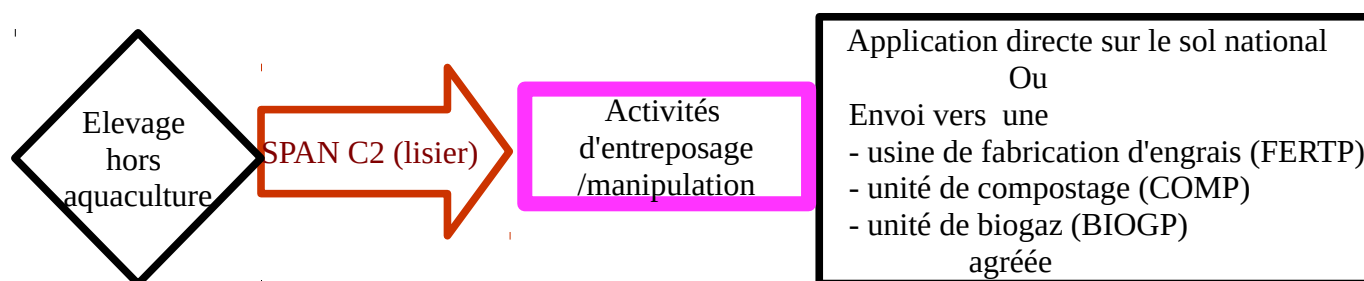 Elevage
hors
aquaculture
SPAN C2 (lisier)
Activités
d'entreposage
/manipulation
Application directe sur le sol national
Ou
Envoi vers une
- usine de fabrication d'engrais (FERTP)
- unité de compostage (COMP)
- unité de biogaz (BIOGP)
agréée